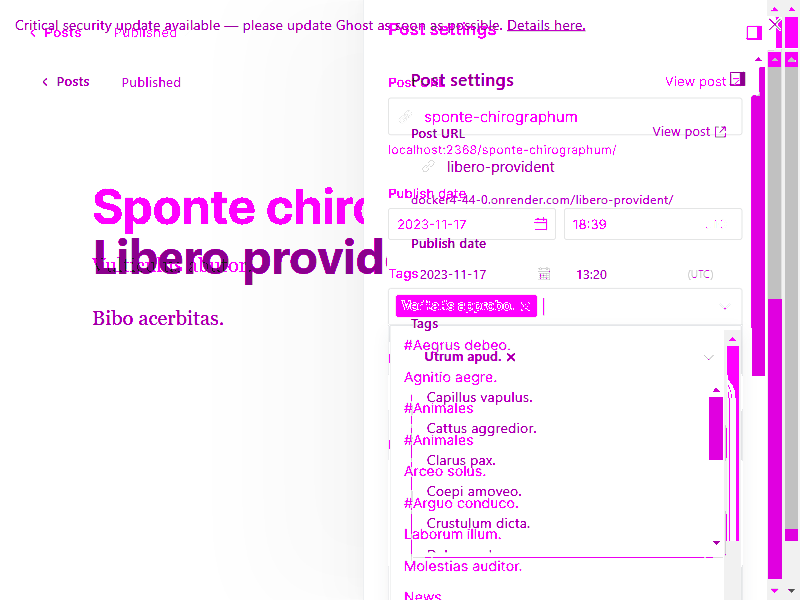 Critical security update available — please update Ghost as soon as possible. Details here.
Posts Published
Post settings
Posts Published
Post settings
Post URL View post
sponte-chirographum
Post URL View post
localhost:2368/sponte-chirographum/
libero-provident
Publish date
docker4-44-0.onrender.com/libero-provident/
Sponte chiro
2023-11-17 18:39
Publish date
Libero provid
Tags
2023-11-17 13:20 (UTC)
Bibo acerbitas.
Tags
#Aegrus debeo.
Utrum apud.
Agnitio aegre.
Capillus vapulus.
#Animales
Cattus aggredior.
#Animales
Clarus pax.
Arceo solus.
Coepi amoveo.
#Arguo conduco.
Crustulum dicta.
Laborum illum.
Molestias auditor.
News